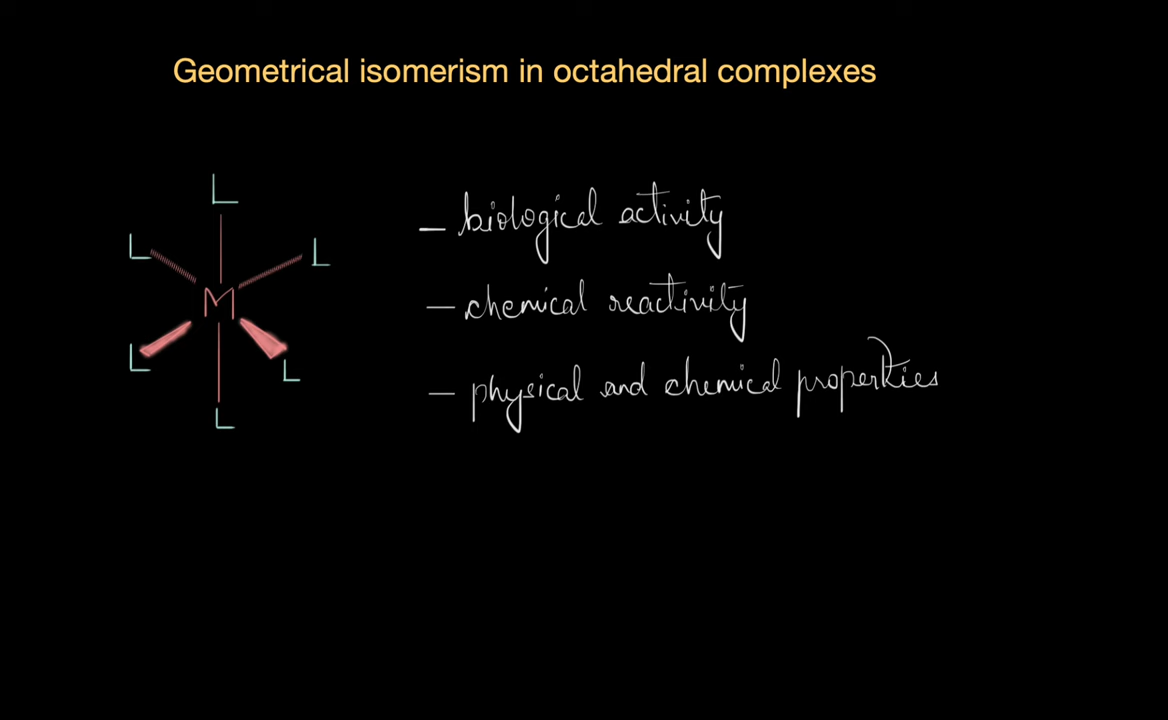 Geometrical isomerism in octahedral complexes
L
L
L
M
L
L
L
– biological activity
– chemical reactivity
– physical and chemical properties